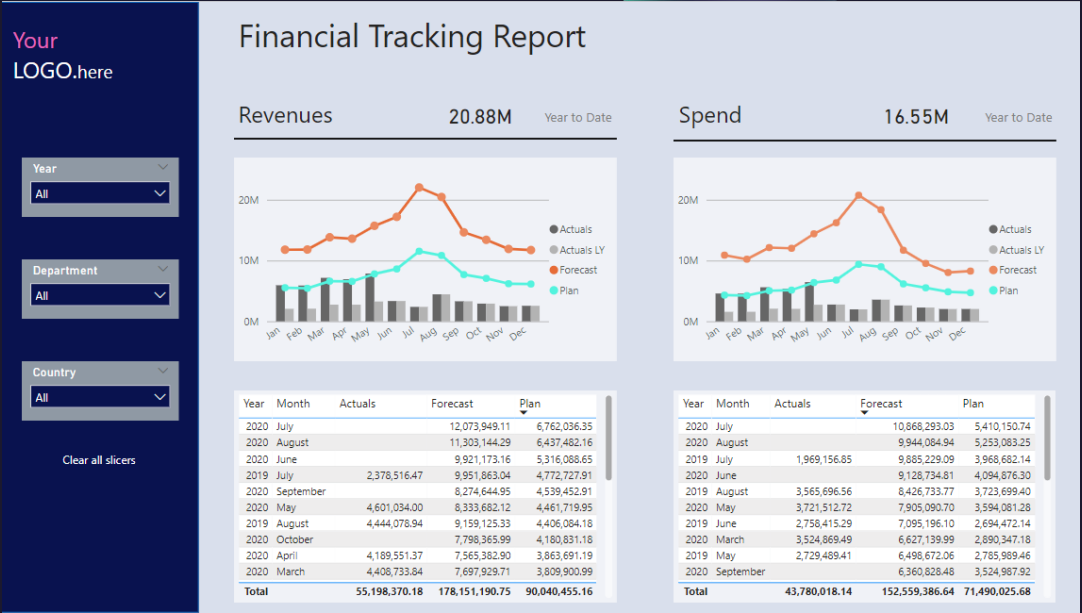 Your
LOGO.here
Financial Tracking Report
Year
All
Department
All
Country
All
Clear all slicers
Revenues 20.88M Year to Date
20M
10M
0M
Jan Feb Mar Apr May Jun Jul Aug Sep Oct Nov Dec
Actuals
Actuals LY
Forecast
Plan
Year Month Actuals Forecast Plan
2020 July 12,073,949.11 6,762,036.35
2020 August 11,303,144.29 6,437,482.16
2020 June 9,921,173.16 5,316,088.65
2019 July 2,378,516.47 9,951,863.04 4,772,727.91
2020 September 8,274,644.95 4,539,452.91
2020 May 4,601,034.00 8,333,682.12 4,461,719.95
2019 August 4,444,078.94 9,159,125.33 4,406,084.18
2020 October 7,798,365.99 4,180,831.18
2020 April 4,189,551.37 7,565,382.90 3,863,691.19
2020 March 4,408,733.84 7,697,929.71 3,809,900.99
Total 55,198,370.18 178,151,190.75 90,040,455.16
Spend 16.55M Year to Date
20M
10M
0M
Jan Feb Mar Apr May Jun Jul Aug Sep Oct Nov Dec
Actuals
Actuals LY
Forecast
Plan
Year Month Actuals Forecast Plan
2020 July 10,868,293.03 5,410,150.74
2020 August 9,944,084.94 5,253,083.25
2019 July 1,969,156.85 9,885,229.09 3,968,682.14
2020 June 9,128,734.81 4,094,876.30
2019 August 3,565,696.56 8,426,733.77 3,723,699.40
2020 May 3,721,512.72 7,905,090.70 3,594,081.28
2019 June 2,758,415.29 7,095,196.10 2,694,472.14
2020 March 3,524,869.49 6,627,139.99 2,890,347.18
2019 May 2,729,489.41 6,498,672.06 2,785,989.46
2020 September 6,360,828.48 3,524,987.92
Total 43,780,018.14 152,559,386.64 71,490,025.68